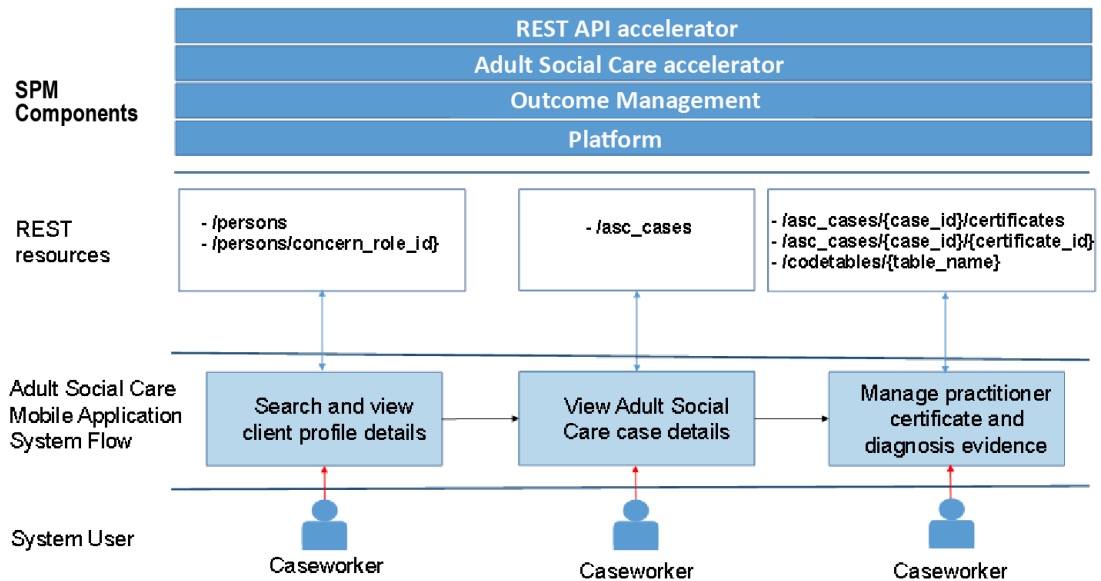 REST API accelerator
Adult Social Care accelerator
SPM
Components
Outcome Management
Platform
REST
resources
- /persons
- /persons/concern_role_id}
- /asc_cases
- /asc_cases/{case_id}/certificates
- /asc_cases/{case_id}/{certificate_id}
- /codetables/{table_name}
Adult Social Care
Mobile Application
System Flow
Search and view
client profile details
View Adult Social
Care case details
Manage practitioner
certificate and
diagnosis evidence
System User
Caseworker
Caseworker
Caseworker